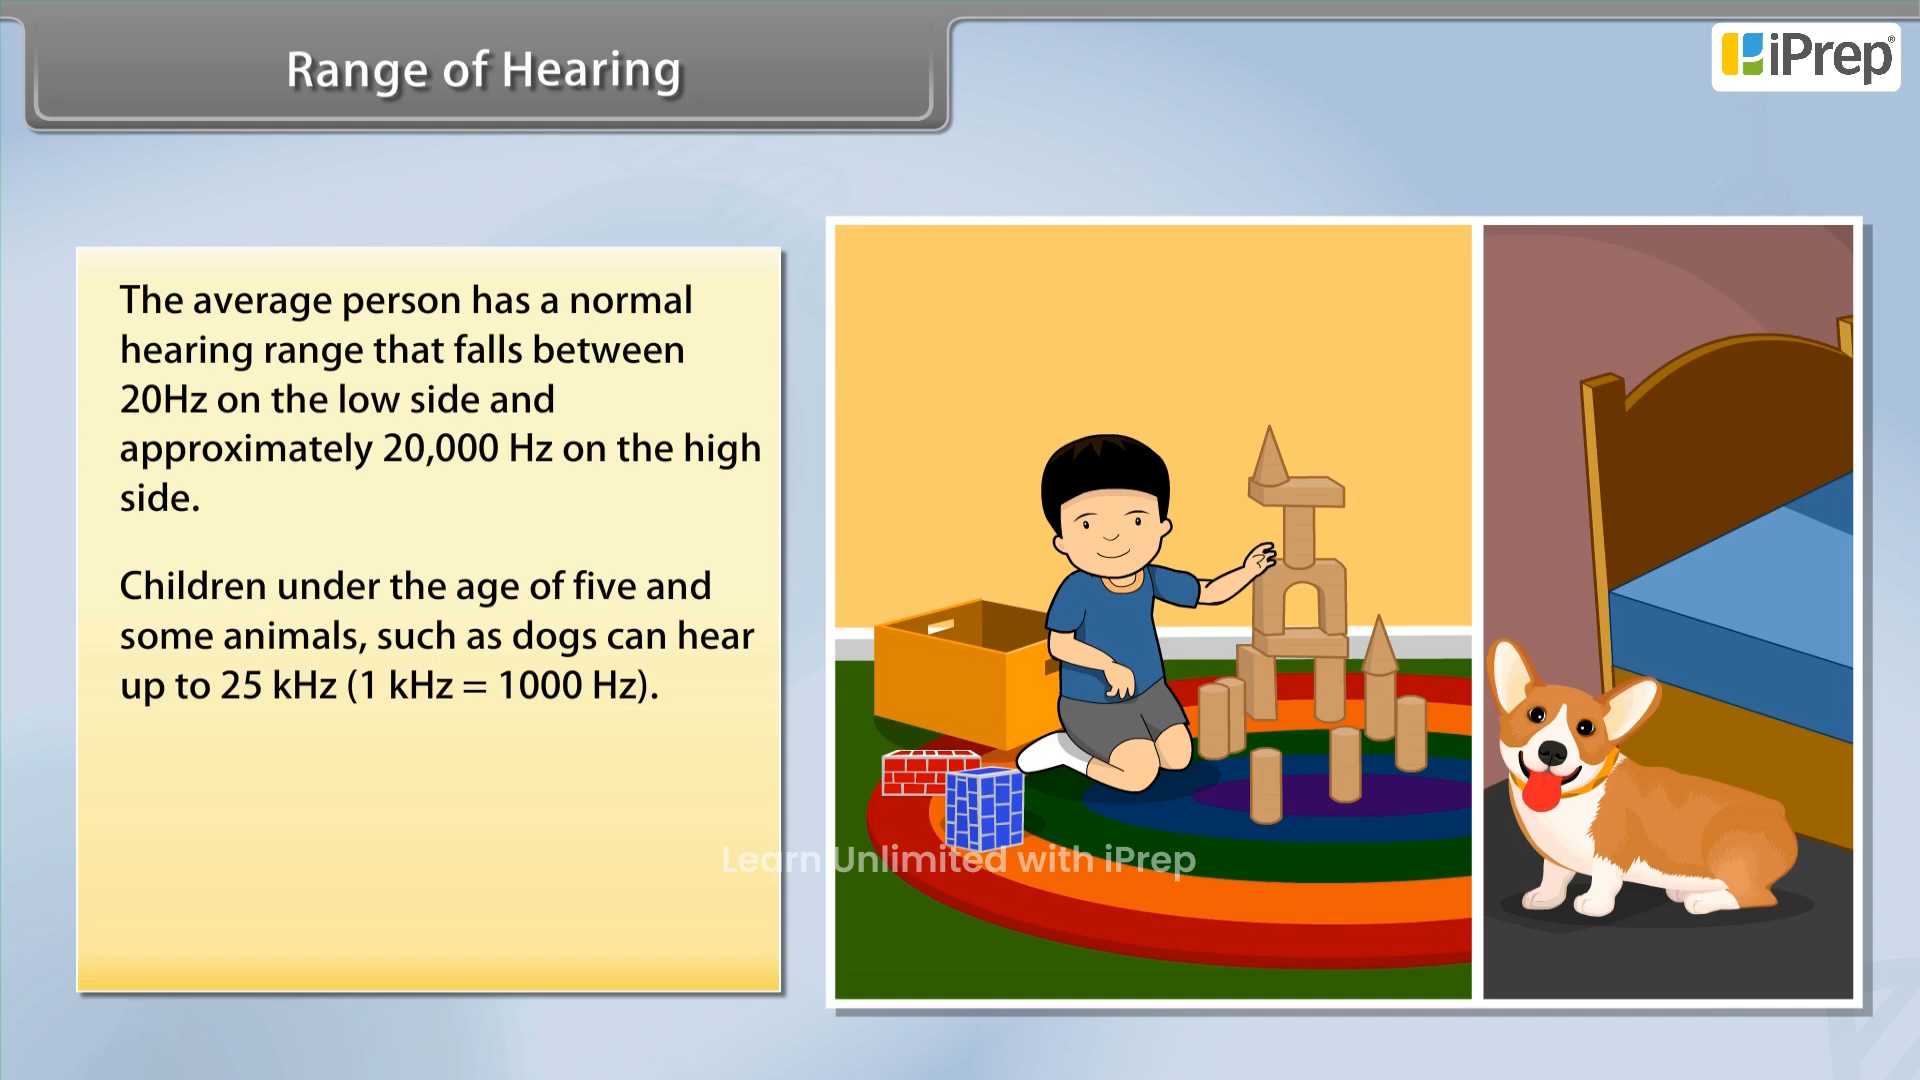 Range of Hearing
iPrep®
The average person has a normal
hearing range that falls between
20Hz on the low side and
approximately 20,000 Hz on the high
side.
Children under the age of five and
some animals, such as dogs can hear
up to 25 kHz (1 kHz = 1000 Hz).
Learn Unlimited with iPrep